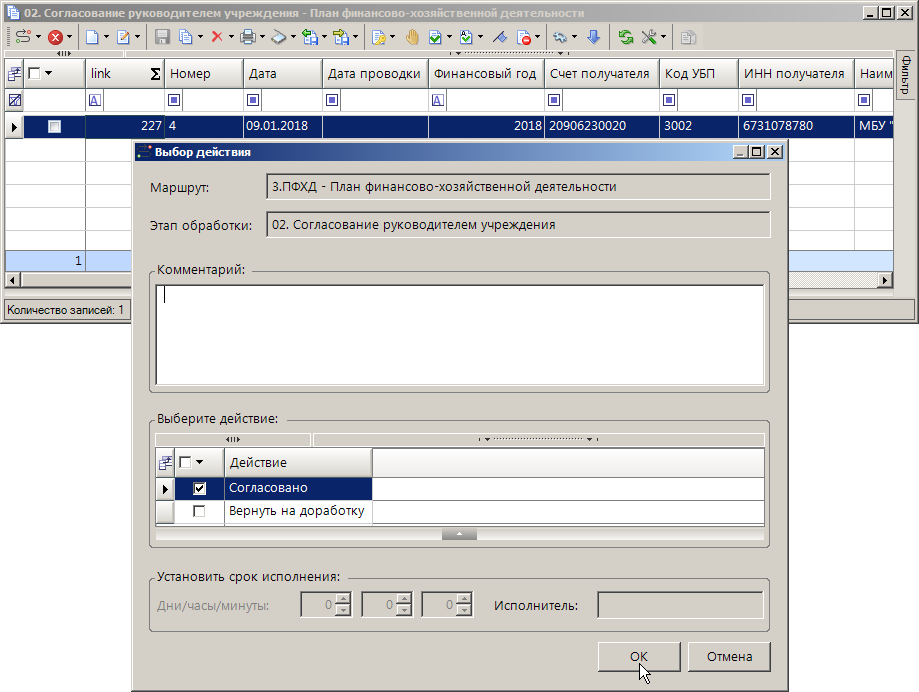 02. Согласование руководителем учреждения - План финансово-хозяйственной деятельности
link Σ Номер Дата Дата проводки Финансовый год Счет получателя Код УБП ИНН получателя Наим
Фильтр
227 4 09.01.2018 2018 20906230020 3002 6731078780 МБУ "
Выбор действия
Маршрут: 3.ПФХД - План финансово-хозяйственной деятельности
Этап обработки: 02. Согласование руководителем учреждения
1
Комментарий:
Количество записей: 1
Выберите действие:
Действие
Согласовано
Вернуть на доработку
Установить срок исполнения:
Дни/часы/минуты: 0 0 0 Исполнитель:
OK Отмена